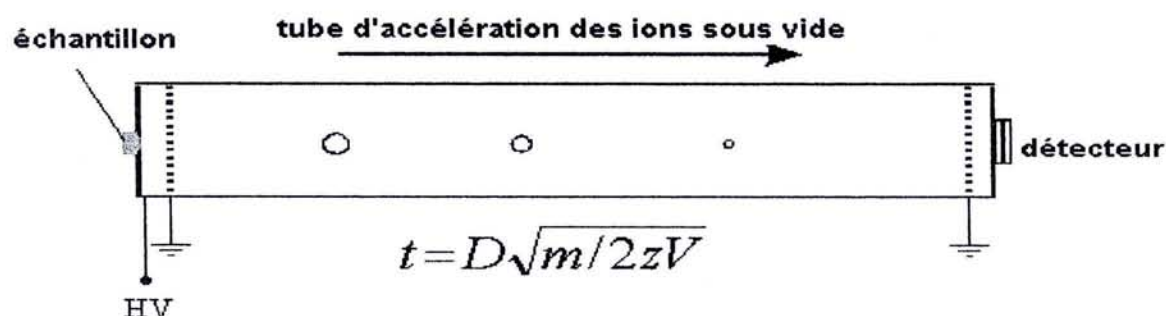 tube d'accélération des ions sous vide
échantillon
détecteur
t=D√m/2zV
HV